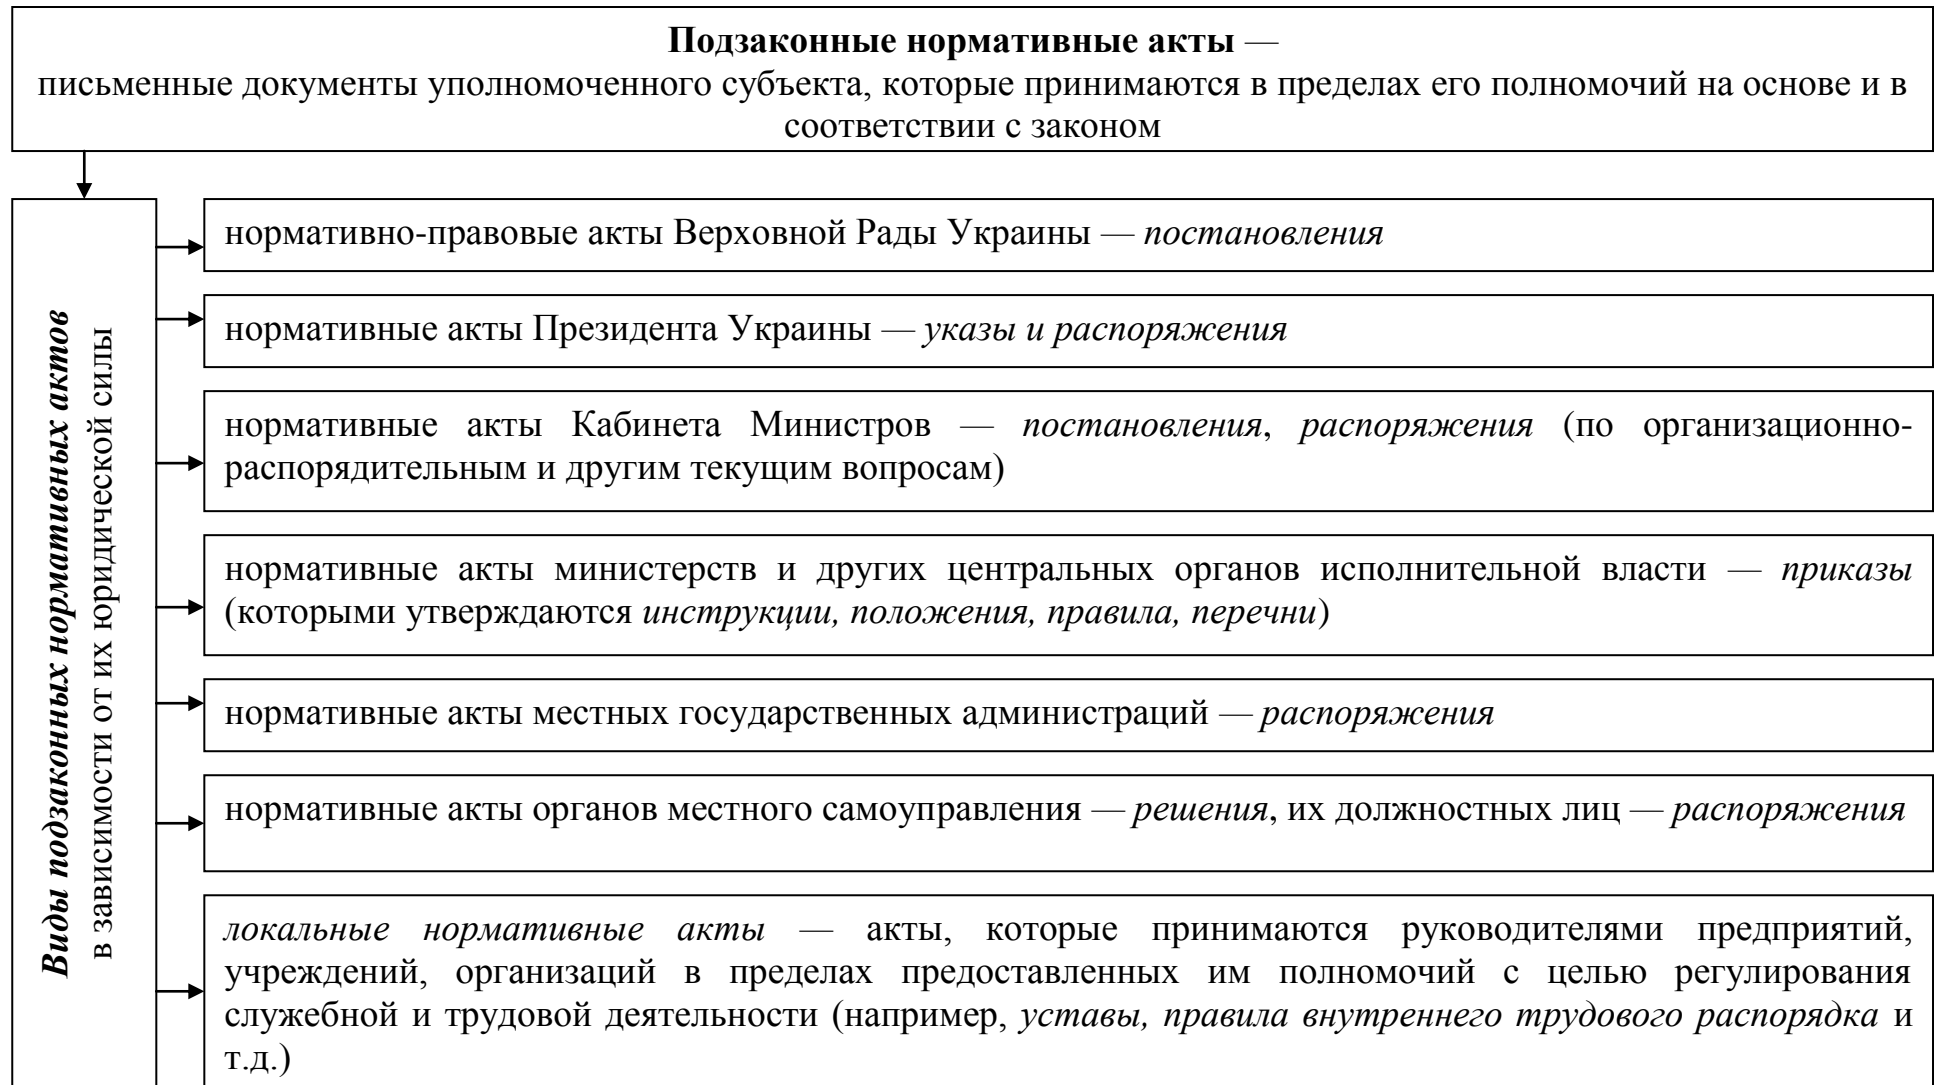 Подзаконные нормативные акты —
письменные документы уполномоченного субъекта, которые принимаются в пределах его полномочий на основе и в
соответствии с законом
Виды подзаконных нормативных актов
в зависимости от их юридической силы
нормативно-правовые акты Верховной Рады Украины — постановления
нормативные акты Президента Украины — указы и распоряжения
нормативные акты Кабинета Министров — постановления, распоряжения (по организационно-
распорядительным и другим текущим вопросам)
нормативные акты министерств и других центральных органов исполнительной власти — приказы
(которыми утверждаются инструкции, положения, правила, перечни)
нормативные акты местных государственных администраций — распоряжения
нормативные акты органов местного самоуправления — решения, их должностных лиц — распоряжения
локальные нормативные акты — акты, которые принимаются руководителями предприятий,
учреждений, организаций в пределах предоставленных им полномочий с целью регулирования
служебной и трудовой деятельности (например, уставы, правила внутреннего трудового распорядка и
т.д.)